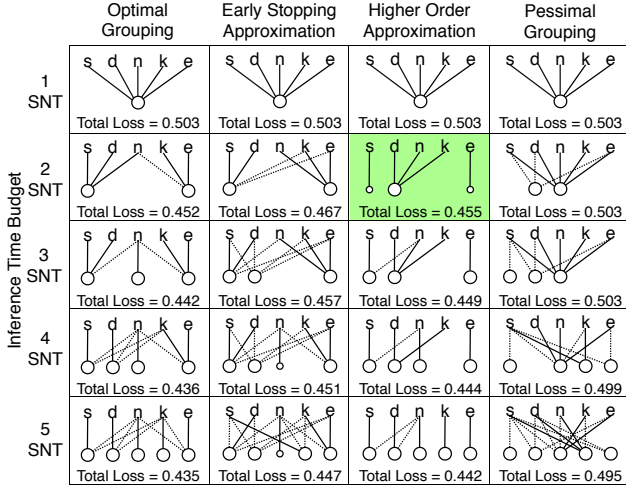 Optimal Grouping
Early Stopping Approximation
Higher Order Approximation
Pessimal Grouping
Inference Time Budget
1 SNT
s d n k e
s d n k e
s d n k e
s d n k e
Total Loss = 0.503
Total Loss = 0.503
Total Loss = 0.503
Total Loss = 0.503
2 SNT
s d n k e
s d n k e
s d n k e
s d n k e
Total Loss = 0.452
Total Loss = 0.467
Total Loss = 0.455
Total Loss = 0.503
3 SNT
s d n k e
s d n k e
s d n k e
s d n k e
Total Loss = 0.442
Total Loss = 0.457
Total Loss = 0.449
Total Loss = 0.503
4 SNT
s d n k e
s d n k e
s d n k e
s d n k e
Total Loss = 0.436
Total Loss = 0.451
Total Loss = 0.444
Total Loss = 0.499
5 SNT
s d n k e
s d n k e
s d n k e
s d n k e
Total Loss = 0.435
Total Loss = 0.447
Total Loss = 0.442
Total Loss = 0.495